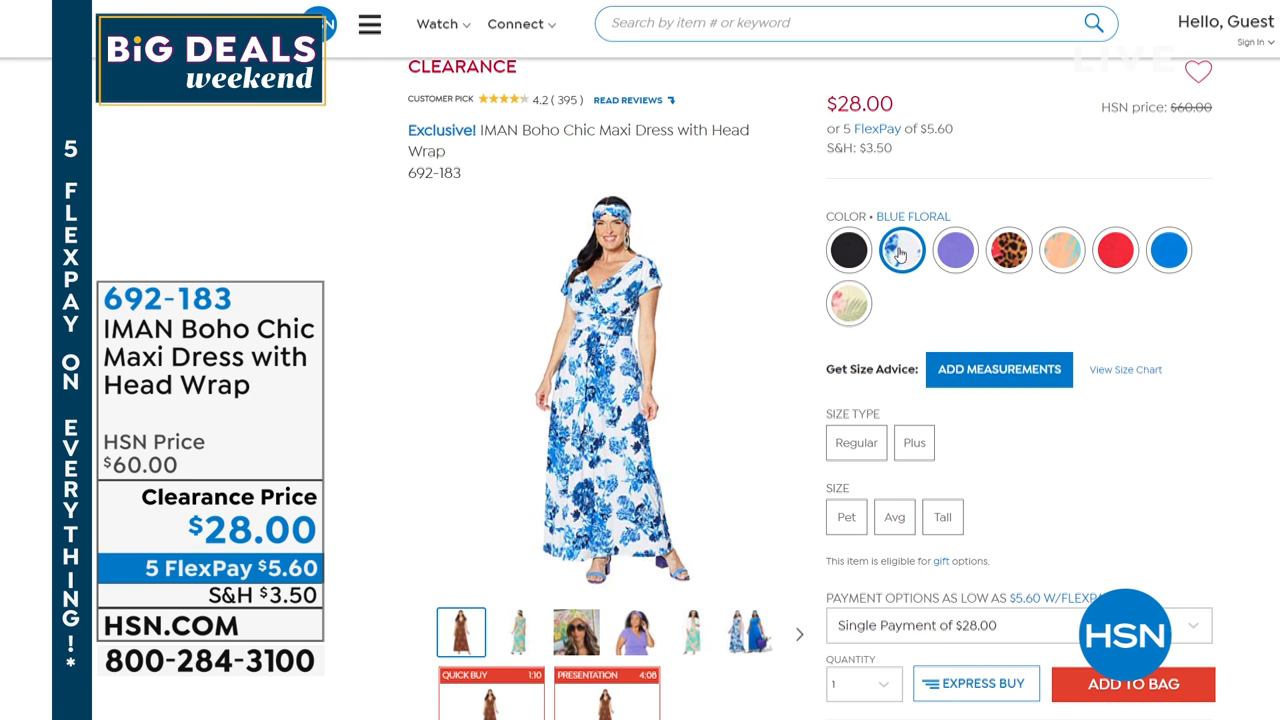 BiG DEALS
weekend
N
Watch
Connect
Search by item # or keyword
Hello, Guest
Sign In
LIVE
5 FLEXPAY ON EVERYTHING!*
CLEARANCE
CUSTOMER PICK 4.2 ( 395 ) READ REVIEWS
Exclusive! IMAN Boho Chic Maxi Dress with Head
Wrap
692-183
$28.00
HSN price: $60.00
or 5 FlexPay of $5.60
S&H: $3.50
COLOR • BLUE FLORAL
Get Size Advice:
ADD MEASUREMENTS
View Size Chart
SIZE TYPE
Regular
Plus
SIZE
Pet
Avg
Tall
This item is eligible for gift options.
PAYMENT OPTIONS AS LOW AS $5.60 W/FLEXPA
Single Payment of $28.00
HSN
QUANTITY
1
EXPRESS BUY
ADD TO BAG
QUICK BUY 1:10
PRESENTATION 4:08
692-183
IMAN Boho Chic
Maxi Dress with
Head Wrap
HSN Price
$60.00
Clearance Price
$28.00
5 FlexPay $5.60
S&H $3.50
HSN.COM
800-284-3100